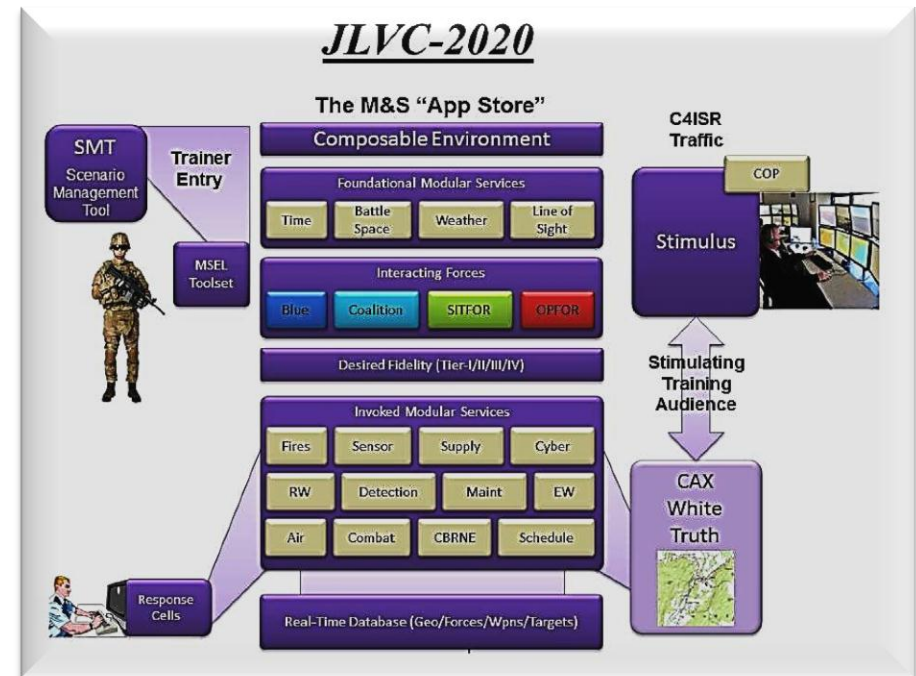 JLVC-2020
The M&S "App Store"
Composable Environment
SMT
Scenario
Management
Tool
Trainer
Entry
MSEL
Toolset
Foundational Modular Services
Time
Battle
Space
Weather
Line of
Sight
Interacting Forces
Blue
Coalition
SITFOR
OPFOR
Desired Fidelity (Tier-I/II/III/IV)
Invoked Modular Services
Fires
Sensor
Supply
Cyber
RW
Detection
Maint
EW
Air
Combat
CBRNE
Schedule
Response
Cells
Real-Time Database (Geo/Forces/Wpns/Targets)
C4ISR
Traffic
COP
Stimulus
Stimulating
Training
Audience
CAX
White
Truth